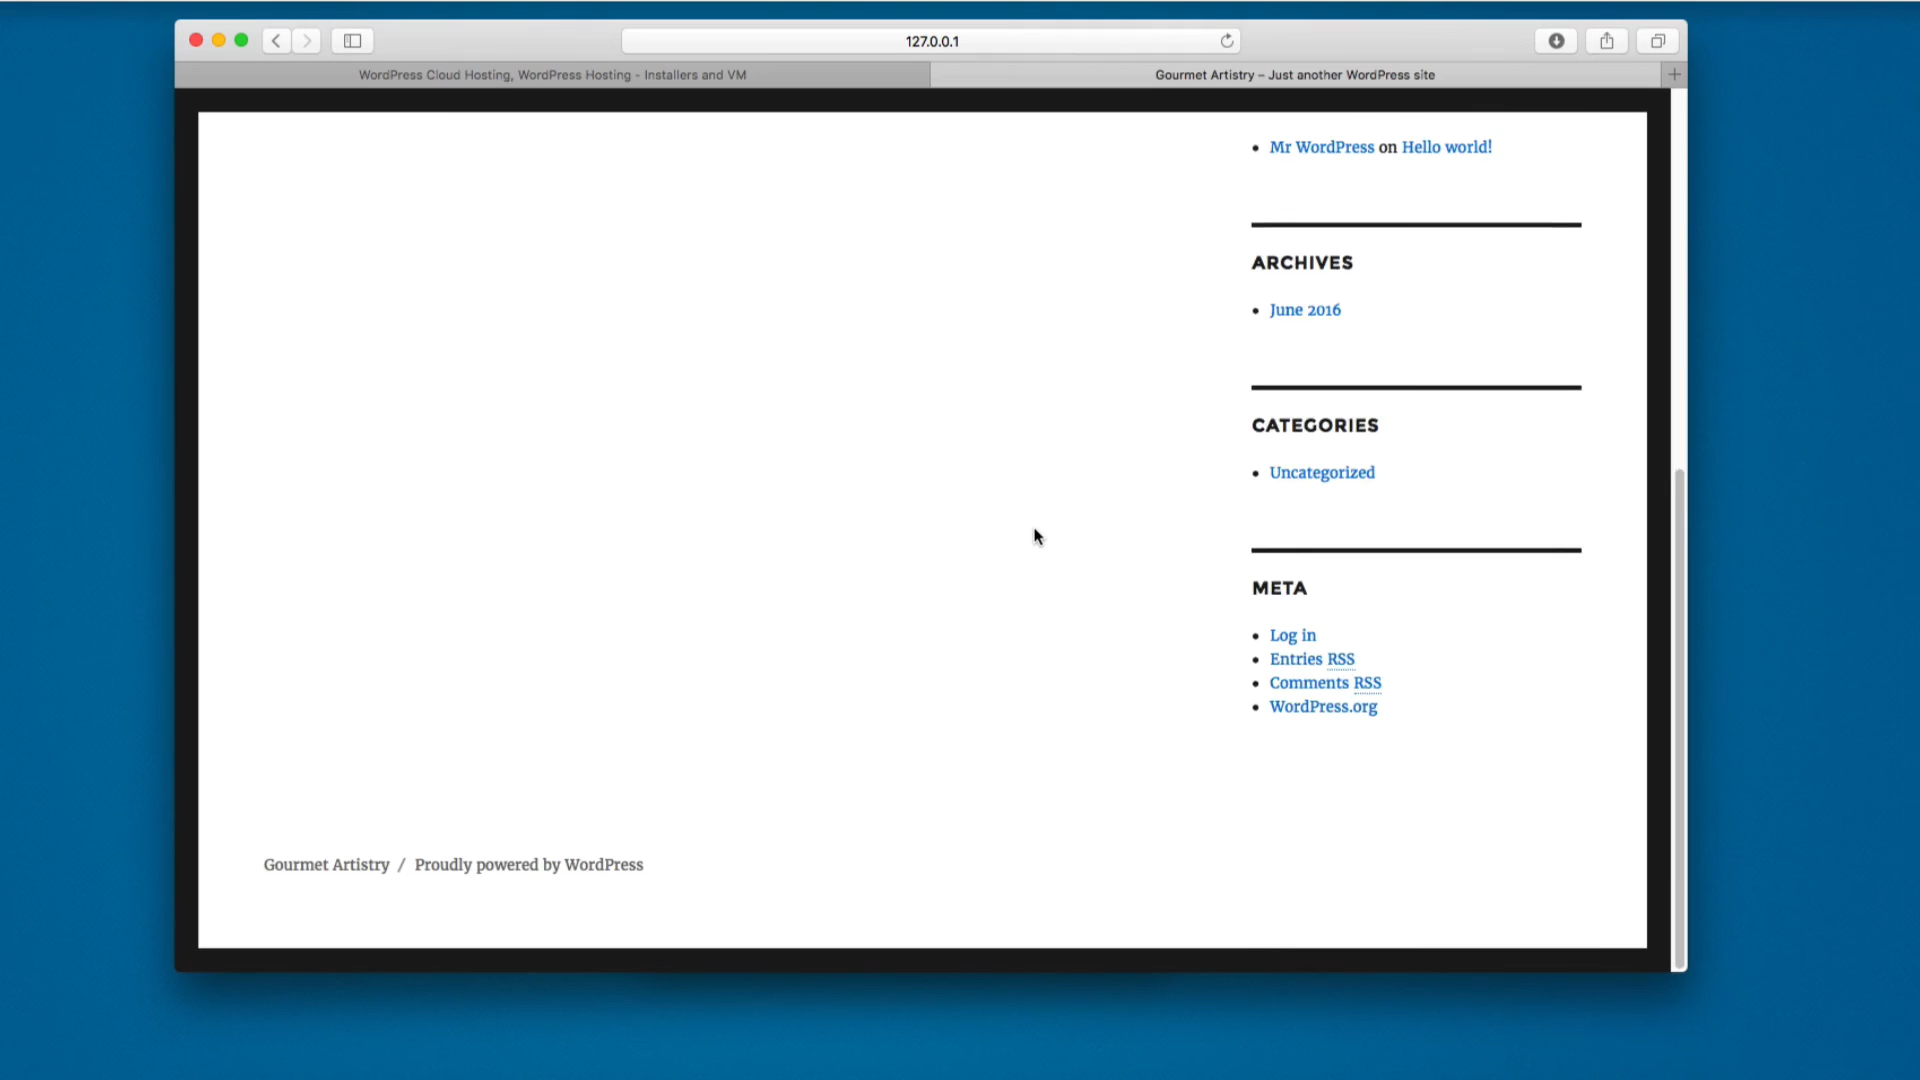 127.0.0.1
WordPress Cloud Hosting, WordPress Hosting - Installers and VM
Gourmet Artistry – Just another WordPress site
Mr WordPress on Hello world!
ARCHIVES
June 2016
CATEGORIES
Uncategorized
META
Log in
Entries RSS
Comments RSS
WordPress.org
Gourmet Artistry / Proudly powered by WordPress